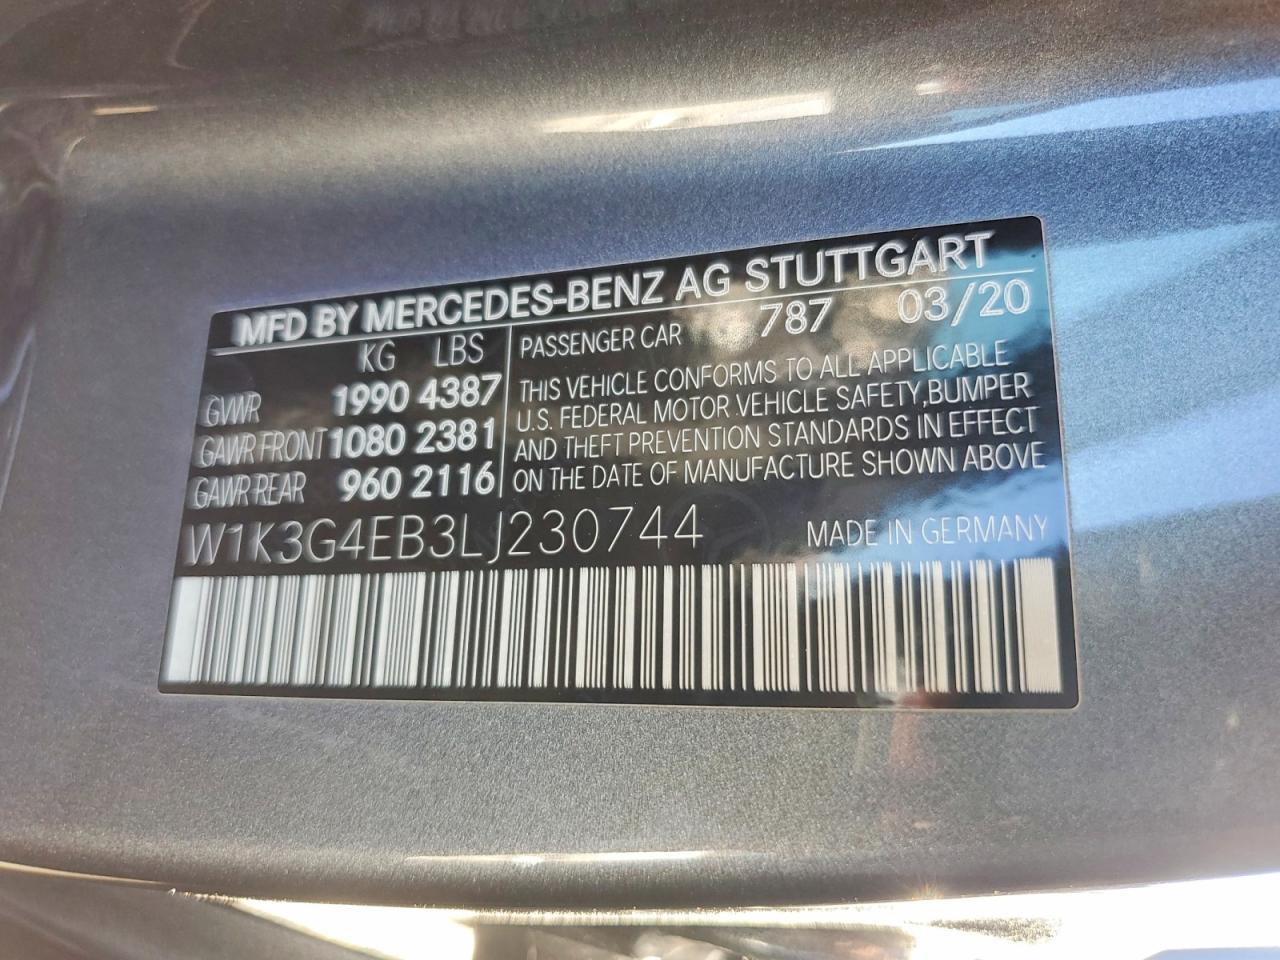 MFD BY MERCEDES-BENZ AG STUTTGART
KG LBS
GVWR 1990 4387
GAWR FRONT 1080 2381
GAWR REAR 960 2116
PASSENGER CAR 787 03/20
THIS VEHICLE CONFORMS TO ALL APPLICABLE
U.S. FEDERAL MOTOR VEHICLE SAFETY,BUMPER
AND THEFT PREVENTION STANDARDS IN EFFECT
ON THE DATE OF MANUFACTURE SHOWN ABOVE
W1K3G4EB3LJ230744 MADE IN GERMANY